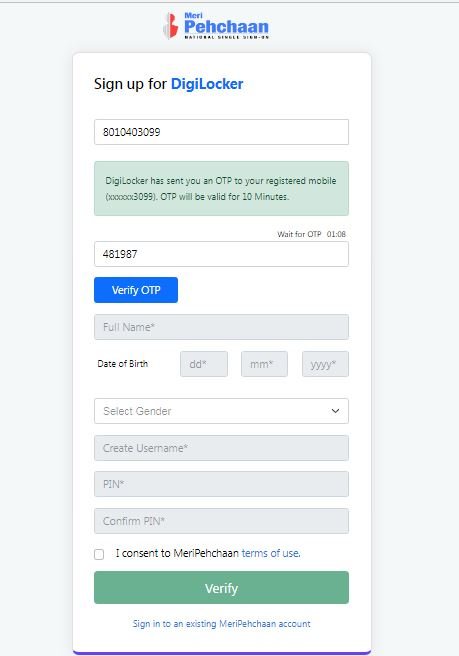 Meri
Pehchaan
NATIONAL SINGLE SIGN-ON
Sign up for DigiLocker
8010403099
DigiLocker has sent you an OTP to your registered mobile
(xxxxxx3099). OTP will be valid for 10 Minutes.
Wait for OTP 01:08
481987
Verify OTP
Full Name*
Date of Birth dd* mm* yyyy*
Select Gender
Create Username*
PIN*
Confirm PIN*
I consent to MeriPehchaan terms of use.
Verify
Sign in to an existing MeriPehchaan account